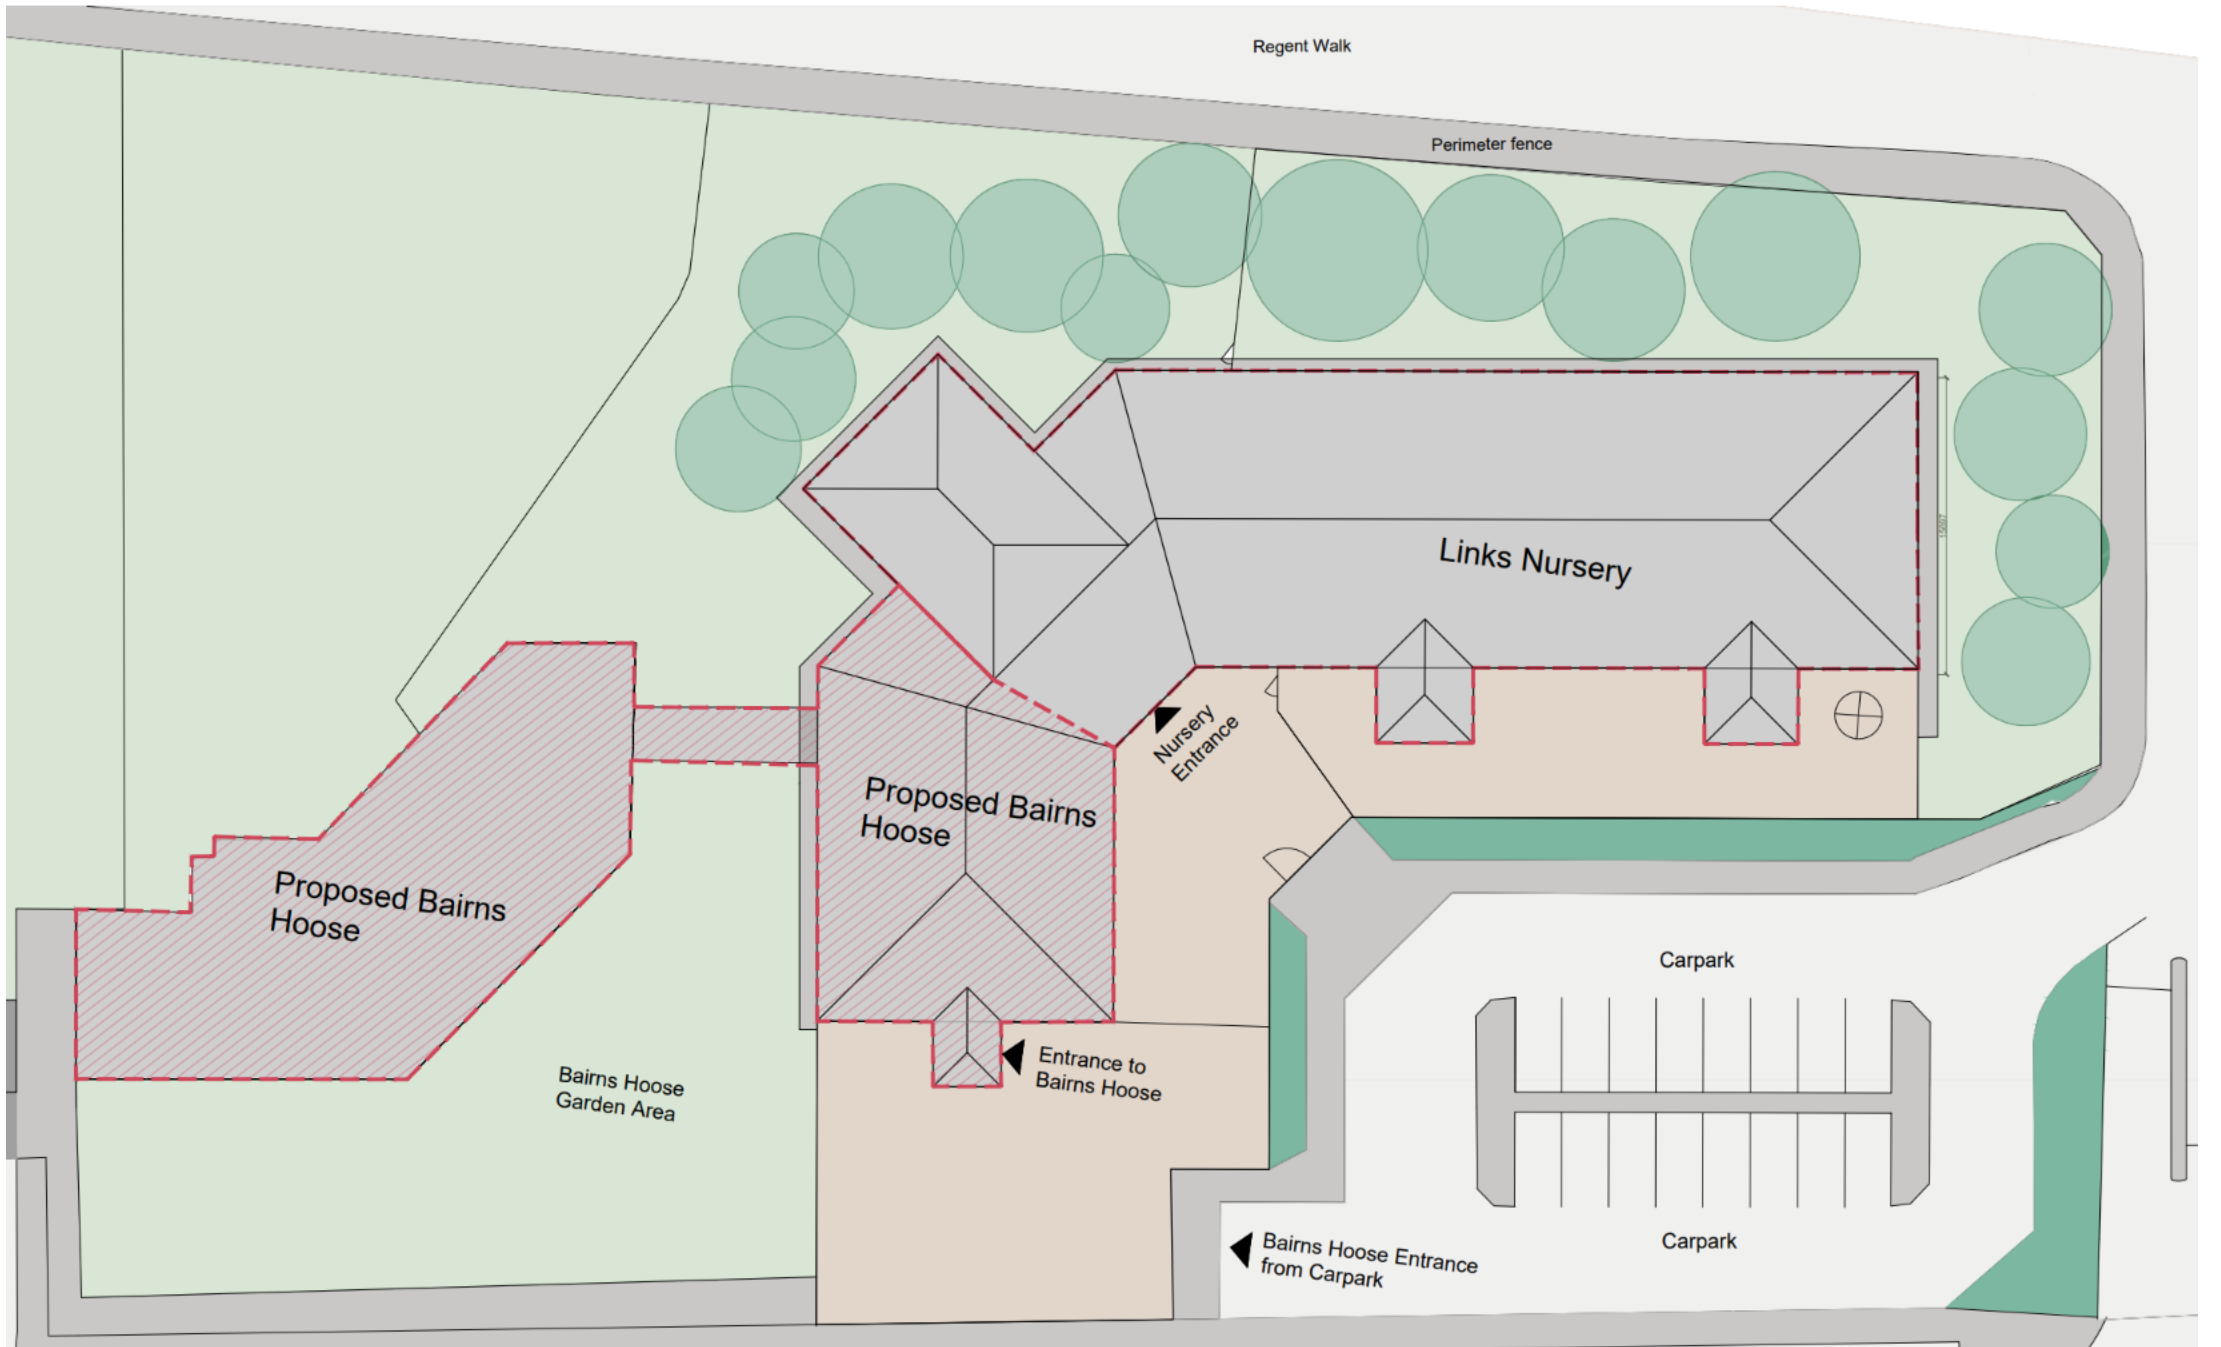 Regent Walk
Perimeter fence
Links Nursery
Nursery
Entrance
Proposed Bairns
Hoose
Proposed Bairns
Hoose
Entrance to
Bairns Hoose
Bairns Hoose
Garden Area
Carpark
Carpark
Bairns Hoose Entrance
from Carpark